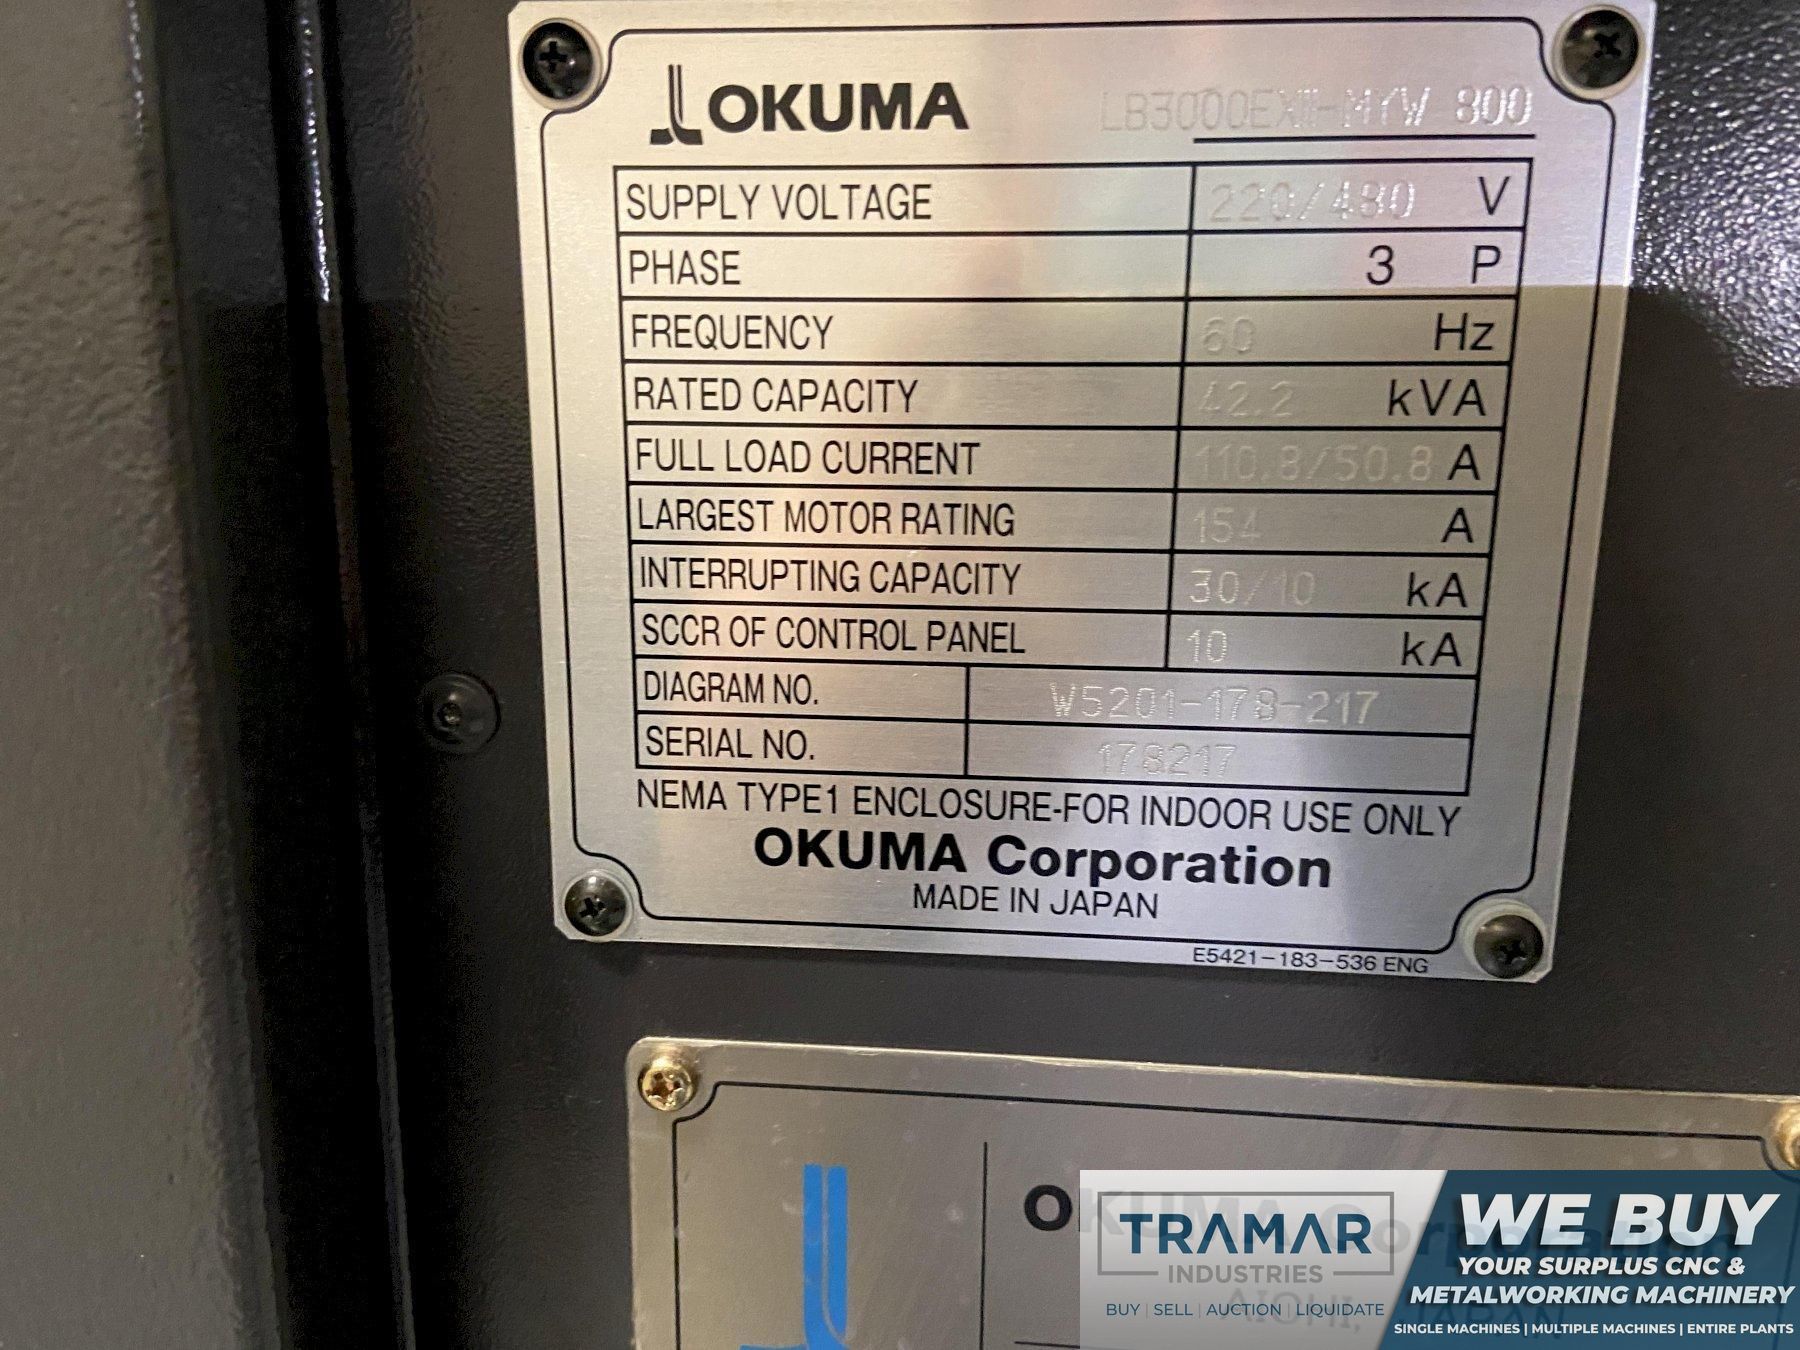 OKUMA LB3000EXII-MYW 800
SUPPLY VOLTAGE 220/480 V
PHASE 3 P
FREQUENCY 60 Hz
RATED CAPACITY 42.2 kVA
FULL LOAD CURRENT 110.8/50.8 A
LARGEST MOTOR RATING 154 A
INTERRUPTING CAPACITY 30/10 kA
SCCR OF CONTROL PANEL 10 kA
DIAGRAM NO. W5201-178-217
SERIAL NO. 178217
NEMA TYPE1 ENCLOSURE-FOR INDOOR USE ONLY
OKUMA Corporation
MADE IN JAPAN
E5421-183-536 ENG
OKUMA Corporation
AICHI, JAPAN
TRAMAR
INDUSTRIES
BUY | SELL | AUCTION | LIQUIDATE
WE BUY
YOUR SURPLUS CNC &
METALWORKING MACHINERY
SINGLE MACHINES | MULTIPLE MACHINES | ENTIRE PLANTS